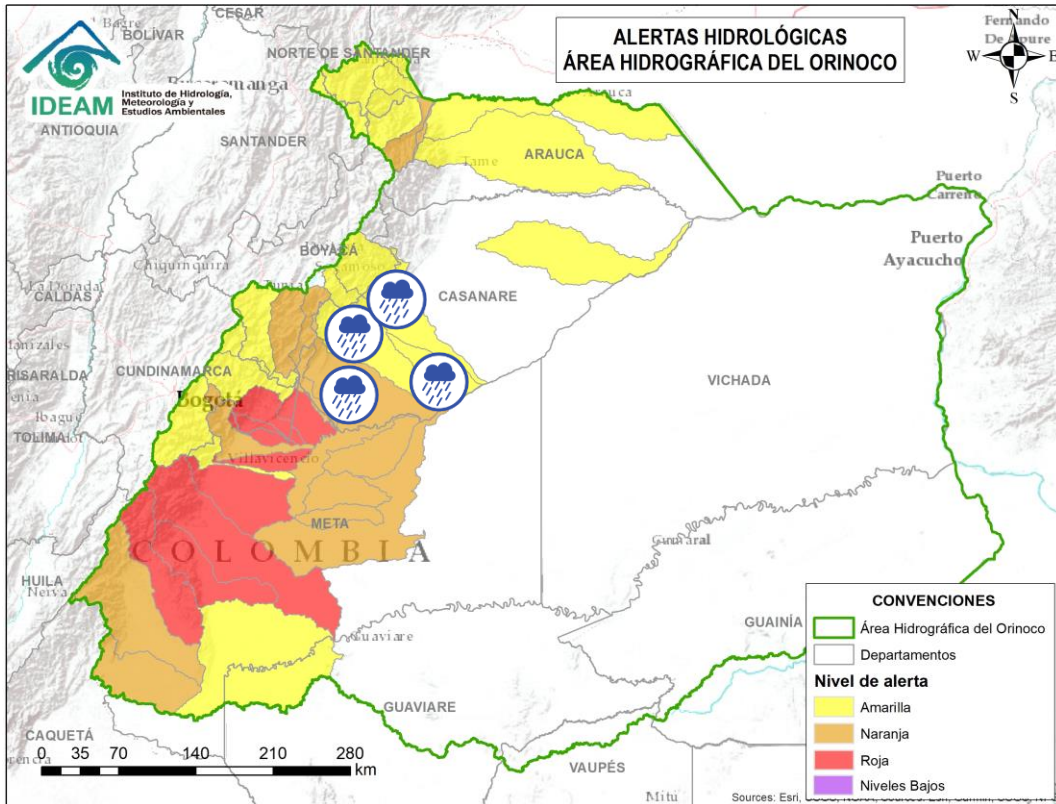 ALERTAS HIDROLÓGICAS
ÁREA HIDROGRÁFICA DEL ORINOCO
N
W
E
S
IDEAM
Instituto de Hidrología,
Meteorología y
Estudios Ambientales
CESAR
BOLÍVAR
NORTE DE SANTANDER
ANTIOQUIA
SANTANDER
Tame
ARAUCA
Puerto
Carreño
Puerto
Ayacucho
BOYACÁ
Chiquinquirá
La Dorada
CALDAS
CASANARE
RISARALDA
CUNDINAMARCA
Bogotá
VICHADA
TOLIMA
Villavicencio
META
COLOMBIA
HUILA
Neiva
Guaviare
GUAINÍA
GUAVIARE
CAQUETÁ
VAUPÉS
Mitú
0 35 70 140 210 280
km
CONVENCIONES
Área Hidrográfica del Orinoco
Departamentos
Nivel de alerta
Amarilla
Naranja
Roja
Niveles Bajos
Sources: Esri,